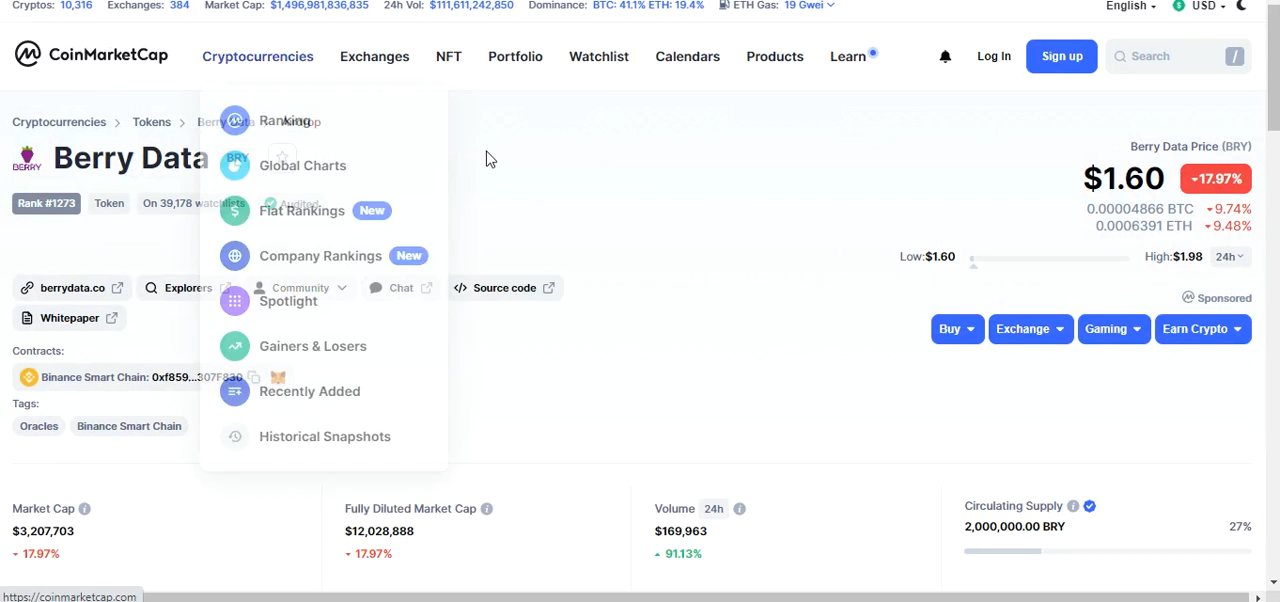 Cryptos: 10,316 Exchanges: 384 Market Cap: $1,496,981,836,835 24h Vol: $111,611,242,850 Dominance: BTC: 41.1% ETH: 19.4% ETH Gas: 19 Gwei English USD
CoinMarketCap Cryptocurrencies Exchanges NFT Portfolio Watchlist Calendars Products Learn Log In Sign up Search /
Cryptocurrencies > Tokens > Berry Data Airdrop
Ranking
Berry Data BRY
BERRY
Global Charts
Rank #1273 Token On 39,178 watchlists Audited
Fiat Rankings New
Company Rankings New
berrydata.co Explorers Community Chat Source code
Spotlight
Whitepaper
Gainers & Losers
Contracts:
Binance Smart Chain: 0xf859...307F830
Recently Added
Tags:
Oracles Binance Smart Chain
Historical Snapshots
Berry Data Price (BRY)
$1.60 17.97%
0.00004866 BTC 9.74%
0.0006391 ETH 9.48%
Low:$1.60 High:$1.98 24h
Sponsored
Buy Exchange Gaming Earn Crypto
Market Cap
$3,207,703
17.97%
Fully Diluted Market Cap
$12,028,888
17.97%
Volume 24h
$169,963
91.13%
Circulating Supply
2,000,000.00 BRY 27%
https://coinmarketcap.com